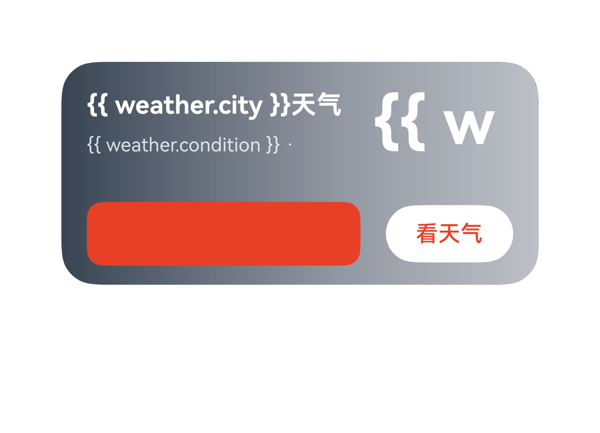 {{ weather.city }}天气
{{ w
{{ weather.condition }} ·
看天气